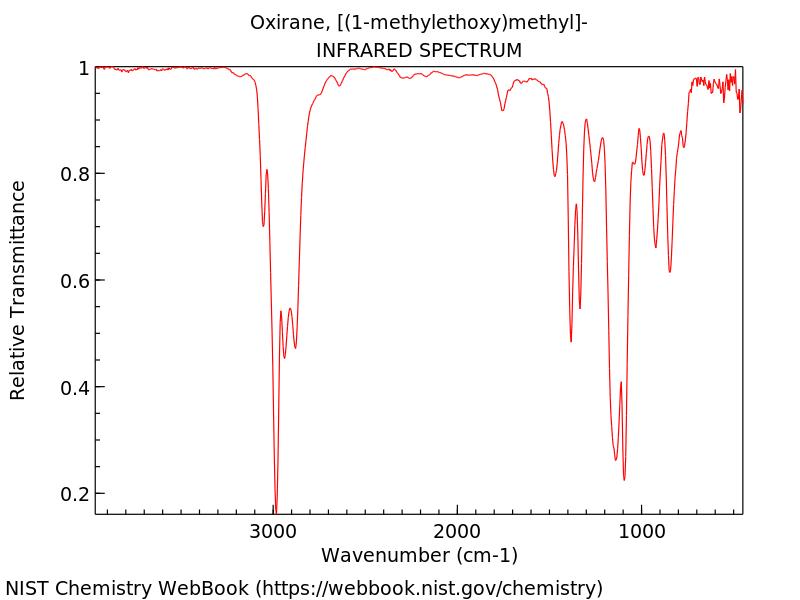 Oxirane, [(1-methylethoxy)methyl]-
INFRARED SPECTRUM
1
0.8
0.6
0.4
0.2
Relative Transmittance
3000 2000 1000
Wavenumber (cm-1)
NIST Chemistry WebBook (https://webbook.nist.gov/chemistry)